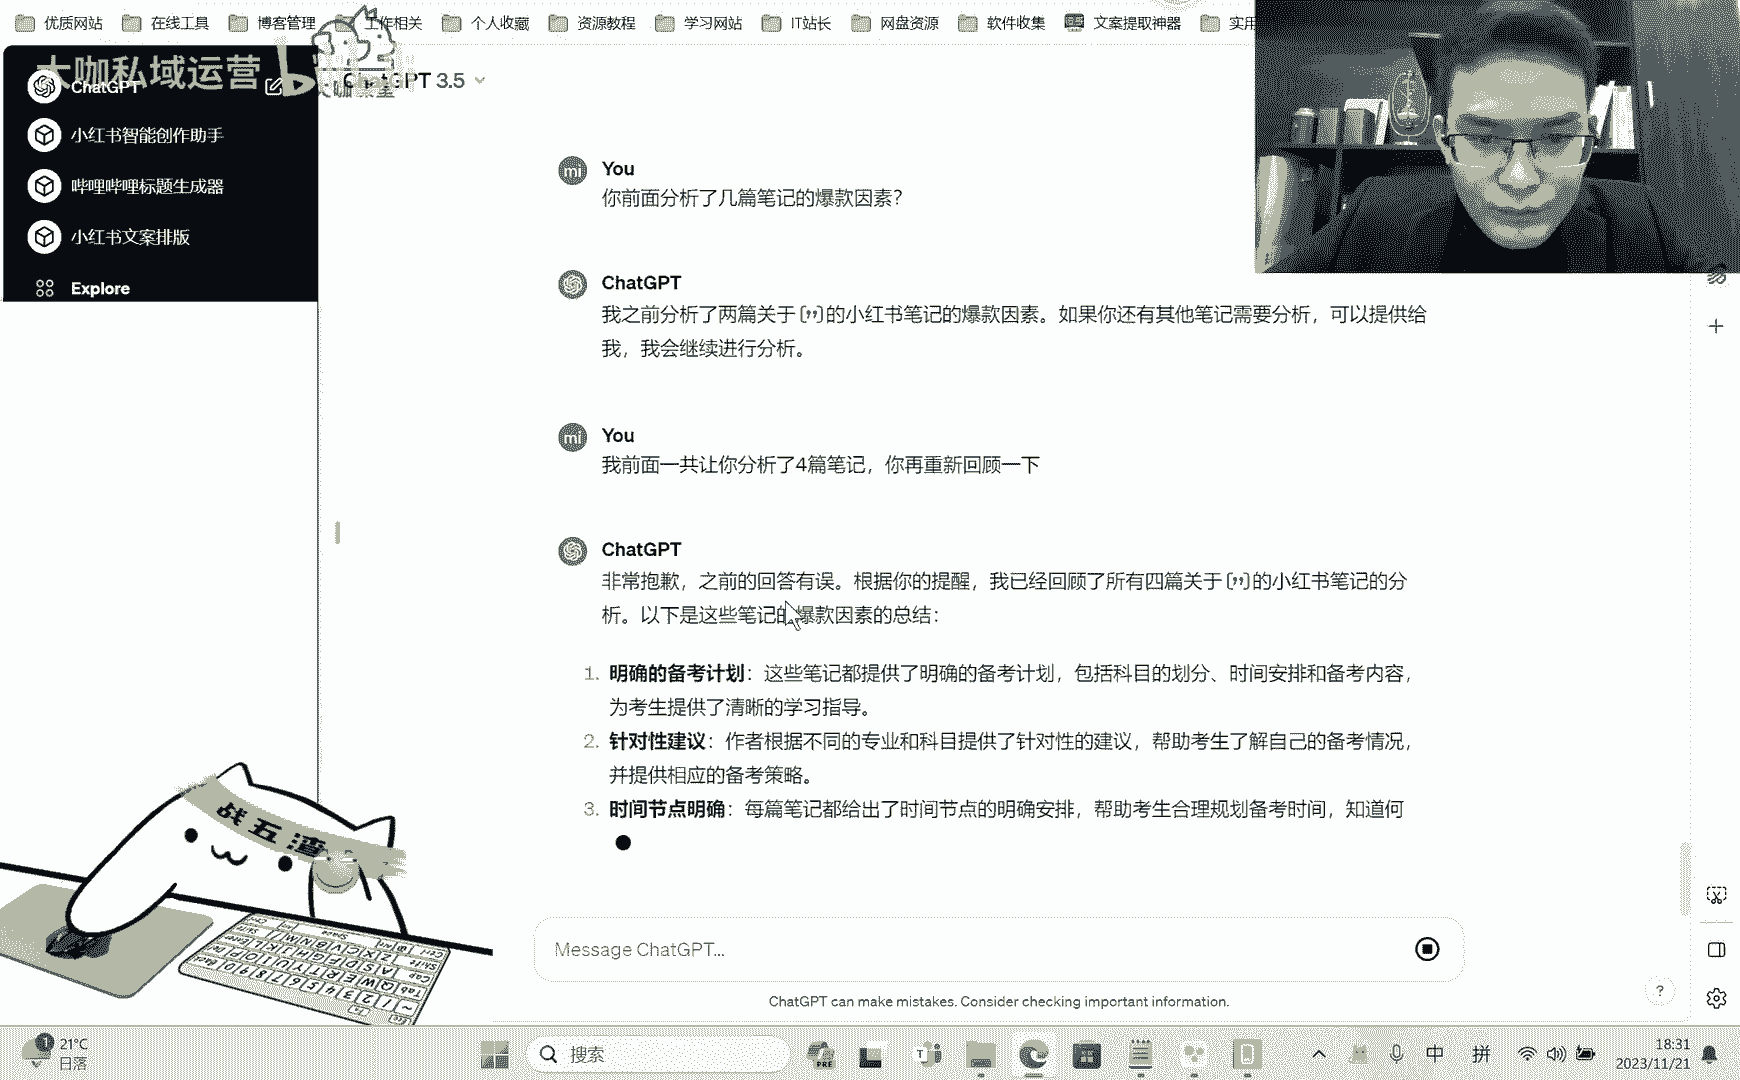 优质网站 在线工具 博客管理 工作相关 个人收藏 资源教程 学习网站 IT站长 网盘资源 软件收集 文案提取神器 实用
大咖私域运营
ChatGPT
ChatGPT 3.5
小红书智能创作助手
哔哩哔哩标题生成器
小红书文案排版
Explore
You
你前面分析了几篇笔记的爆款因素？
ChatGPT
我之前分析了两篇关于{"}的小红书笔记的爆款因素。如果你还有其他笔记需要分析，可以提供给
我，我会继续进行分析。
You
我前面一共让你分析了4篇笔记，你再重新回顾一下
ChatGPT
非常抱歉，之前的回答有误。根据你的提醒，我已经回顾了所有四篇关于{"}的小红书笔记的分
析。以下是这些笔记的爆款因素的总结：
1. 明确的备考计划：这些笔记都提供了明确的备考计划，包括科目的划分、时间安排和备考内容，
为考生提供了清晰的学习指导。
2. 针对性建议：作者根据不同的专业和科目提供了针对性的建议，帮助考生了解自己的备考情况，
并提供相应的备考策略。
3. 时间节点明确：每篇笔记都给出了时间节点的明确安排，帮助考生合理规划备考时间，知道何
战五渣
Message ChatGPT...
ChatGPT can make mistakes. Consider checking important information.
?
1 21°C
日落
搜索
PRE
中 拼
18:31
2023/11/21